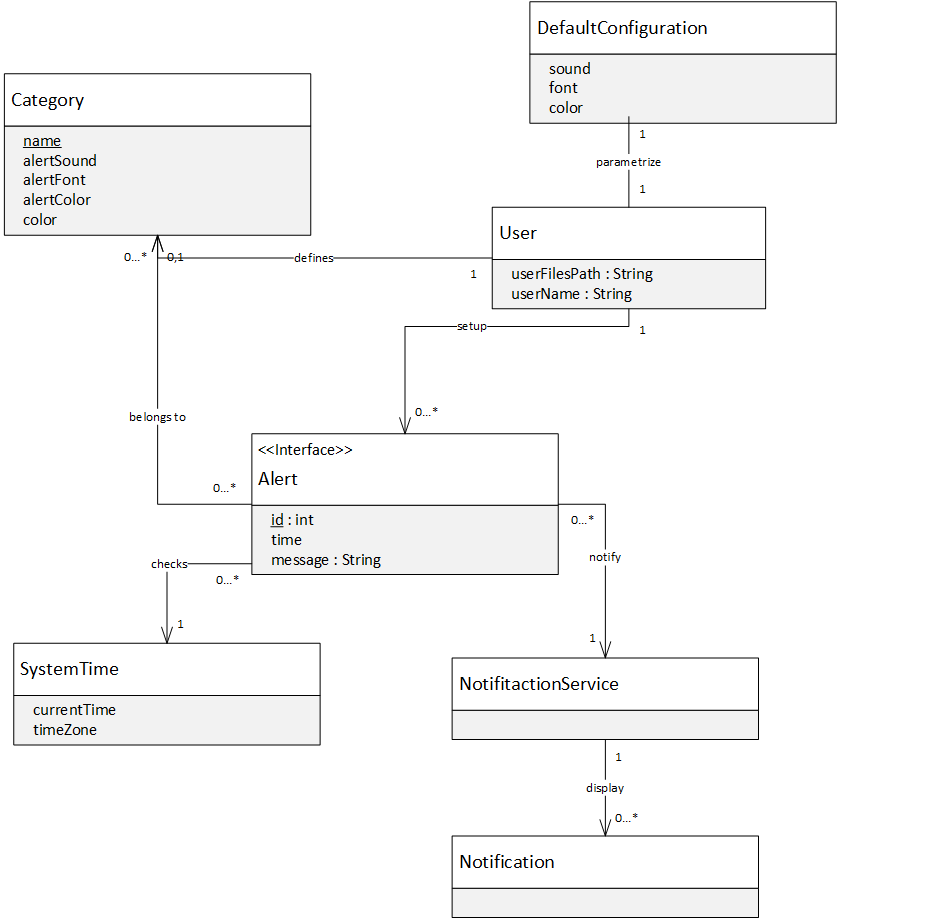 DefaultConfiguration
sound
font
color
1
parametrize
1
Category
name
alertSound
alertFont
alertColor
color
User
userFilesPath : String
userName : String
0...*
0,1
defines
1
setup
1
0...*
belongs to
0...*
<<Interface>>
Alert
id : int
time
message : String
0...*
notify
1
checks
0...*
1
SystemTime
currentTime
timeZone
NotifitactionService
1
display
0...*
Notification